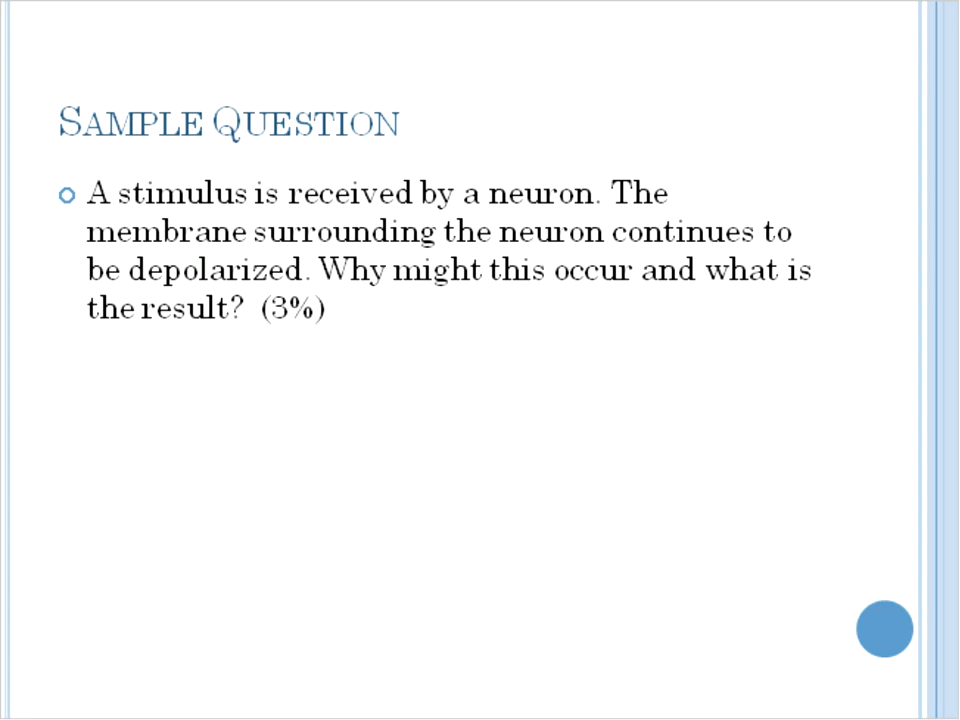 SAMPLE QUESTION
A stimulus is received by a neuron. The
membrane surrounding the neuron continues to
be depolarized. Why might this occur and what is
the result? (3%)